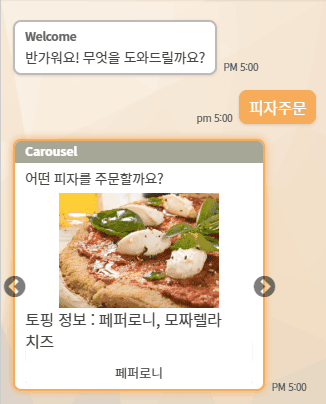 Welcome
반가워요! 무엇을 도와드릴까요?
PM 5:00
pm 5:00
피자주문
Carousel
어떤 피자를 주문할까요?
토핑 정보 : 페퍼로니, 모짜렐라
치즈
페퍼로니
PM 5:00